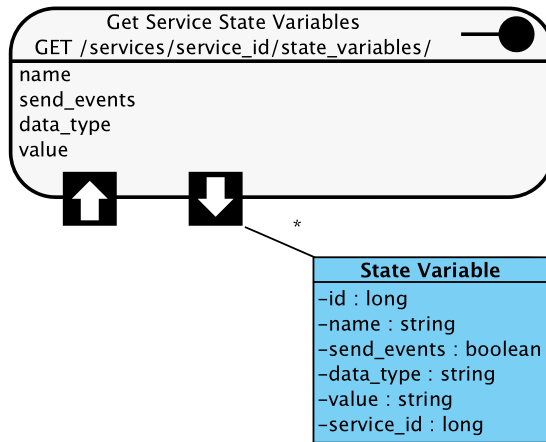 Get Service State Variables
GET /services/service_id/state_variables/
name
send_events
data_type
value
*
State Variable
-id : long
-name : string
-send_events : boolean
-data_type : string
-value : string
-service_id : long